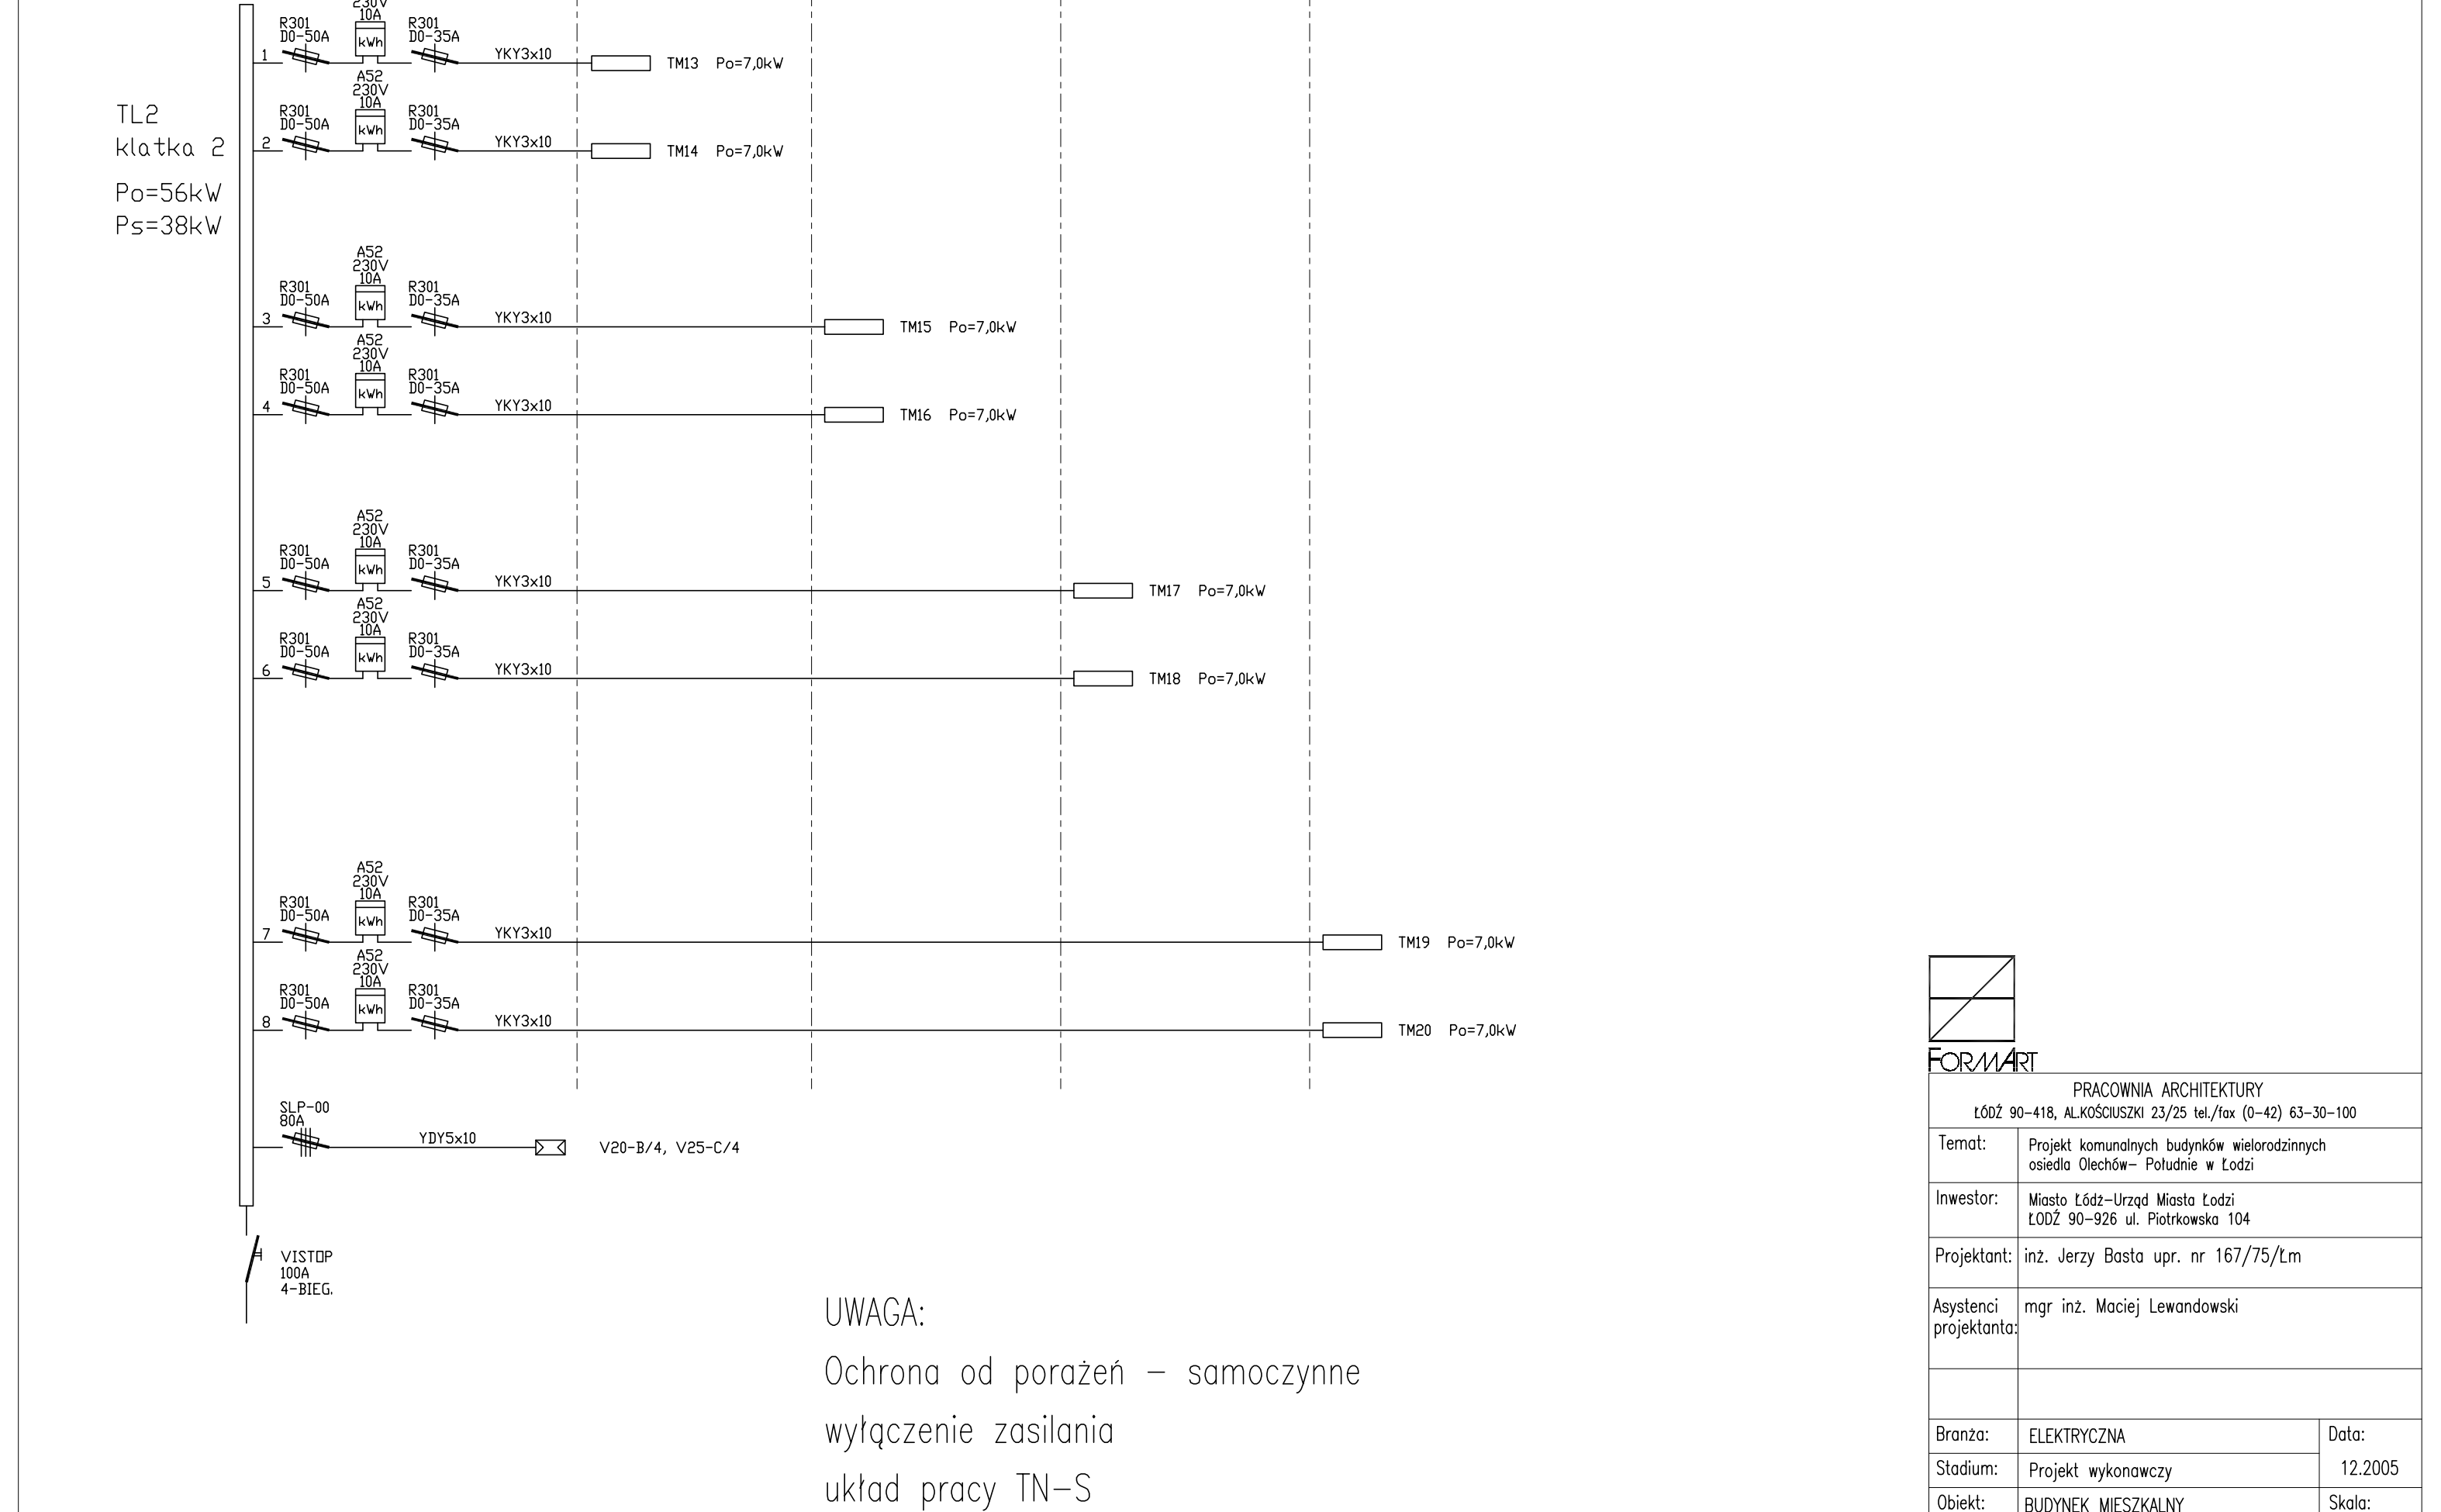 230V
10A
R301
D0-50A
kWh
R301
D0-35A
1
YKY3x10
TM13 Po=7,0kW
TL2
klatka 2
Po=56kW
Ps=38kW
A52
230V
10A
R301
D0-50A
kWh
R301
D0-35A
2
YKY3x10
TM14 Po=7,0kW
A52
230V
10A
R301
D0-50A
kWh
R301
D0-35A
3
YKY3x10
TM15 Po=7,0kW
A52
230V
10A
R301
D0-50A
kWh
R301
D0-35A
4
YKY3x10
TM16 Po=7,0kW
A52
230V
10A
R301
D0-50A
kWh
R301
D0-35A
5
YKY3x10
TM17 Po=7,0kW
A52
230V
10A
R301
D0-50A
kWh
R301
D0-35A
6
YKY3x10
TM18 Po=7,0kW
A52
230V
10A
R301
D0-50A
kWh
R301
D0-35A
7
YKY3x10
TM19 Po=7,0kW
A52
230V
10A
R301
D0-50A
kWh
R301
D0-35A
8
YKY3x10
TM20 Po=7,0kW
SLP-00
80A
YDY5x10
V20-B/4, V25-C/4
VISTOP
100A
4-BIEG.
UWAGA:
Ochrona od porażeń – samoczynne
wyłączenie zasilania
układ pracy TN-S
FORMART
PRACOWNIA ARCHITEKTURY
ŁÓDŹ 90-418, AL.KOŚCIUSZKI 23/25 tel./fax (0-42) 63-30-100
Temat: Projekt komunalnych budynków wielorodzinnych
osiedla Olechów- Południe w Łodzi
Inwestor: Miasto Łódź-Urząd Miasta Łodzi
ŁODŹ 90-926 ul. Piotrkowska 104
Projektant: inż. Jerzy Basta upr. nr 167/75/Łm
Asystenci projektanta: mgr inż. Maciej Lewandowski
Branża: ELEKTRYCZNA
Data:
Stadium: Projekt wykonawczy
12.2005
Obiekt: BUDYNEK MIESZKALNY
Skala: